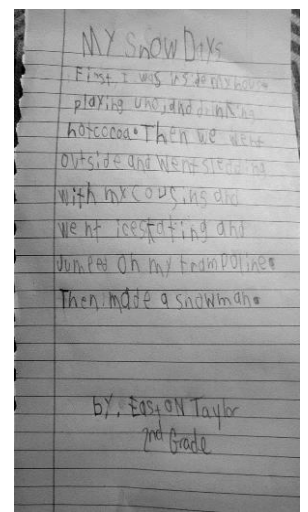 MY SNOW DAYS
First I was inside my house
playing uno, and drinking
hotcocoa. Then we went
outside and went sledding
with my cousins and
went iceskating and
Jumped on my trampoline.
Then made a snowman.
by, EastoN Taylor
2nd Grade